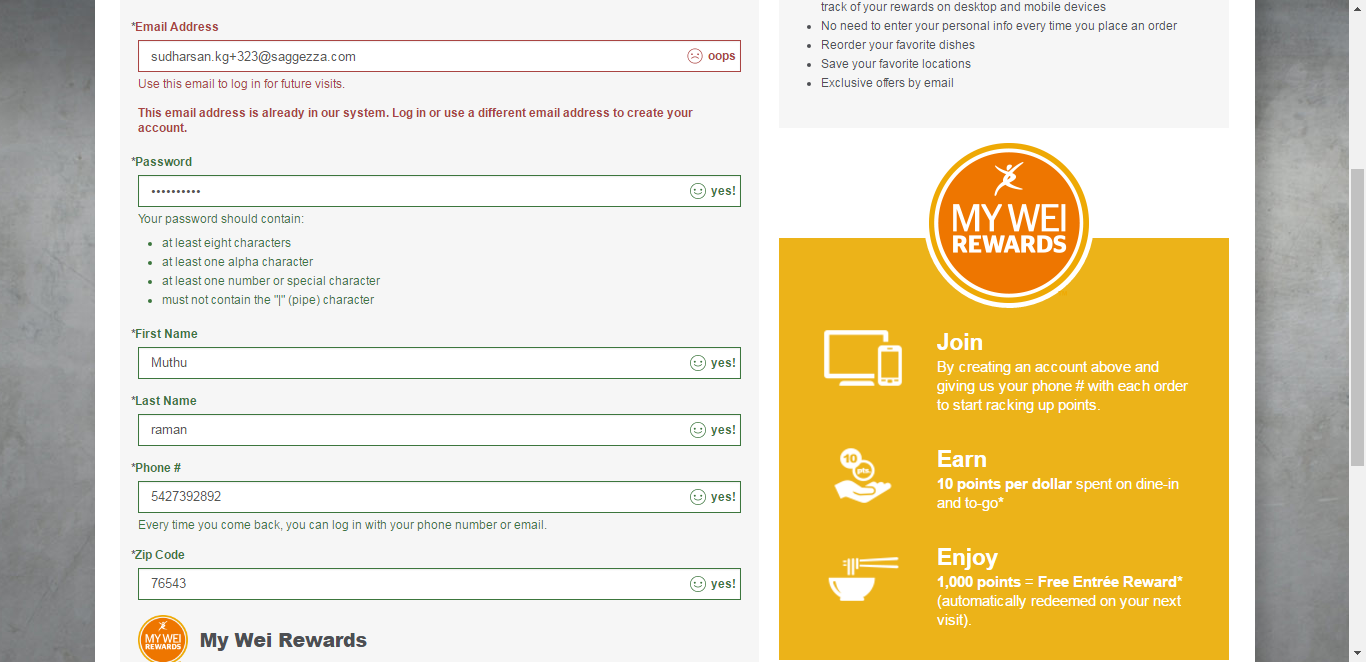 *Email Address
sudharsan.kg+323@saggezza.com
oops
Use this email to log in for future visits.
This email address is already in our system. Log in or use a different email address to create your
account.
*Password
••••••••••
yes!
Your password should contain:
• at least eight characters
• at least one alpha character
• at least one number or special character
• must not contain the "|" (pipe) character
*First Name
Muthu
yes!
*Last Name
raman
yes!
*Phone #
5427392892
yes!
Every time you come back, you can log in with your phone number or email.
*Zip Code
76543
yes!
MY WEI
REWARDS
My Wei Rewards
track of your rewards on desktop and mobile devices
• No need to enter your personal info every time you place an order
• Reorder your favorite dishes
• Save your favorite locations
• Exclusive offers by email
MY WEI
REWARDS
Join
By creating an account above and
giving us your phone # with each order
to start racking up points.
10
pts.
Earn
10 points per dollar spent on dine-in
and to-go*
Enjoy
1,000 points = Free Entrée Reward*
(automatically redeemed on your next
visit).